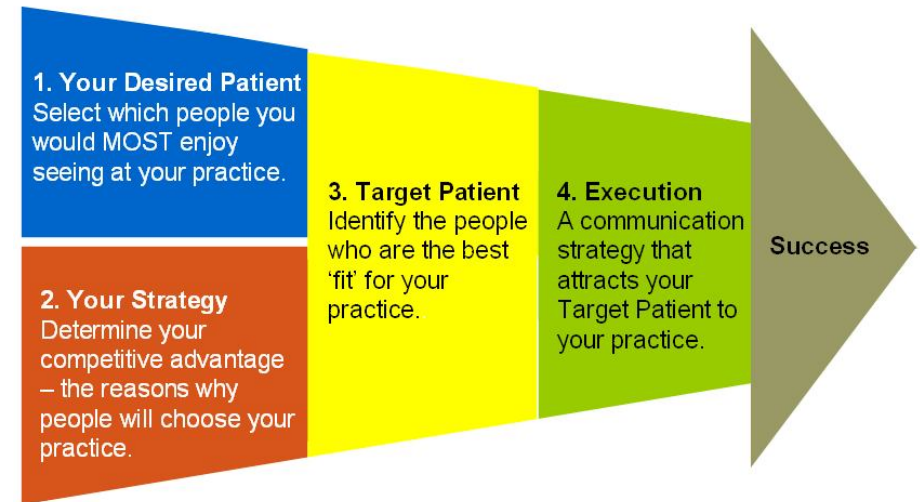 1. Your Desired Patient
Select which people you
would MOST enjoy
seeing at your practice.
2. Your Strategy
Determine your
competitive advantage
– the reasons why
people will choose your
practice.
3. Target Patient
Identify the people
who are the best
‘fit’ for your
practice.
4. Execution
A communication
strategy that
attracts your
Target Patient to
your practice.
Success